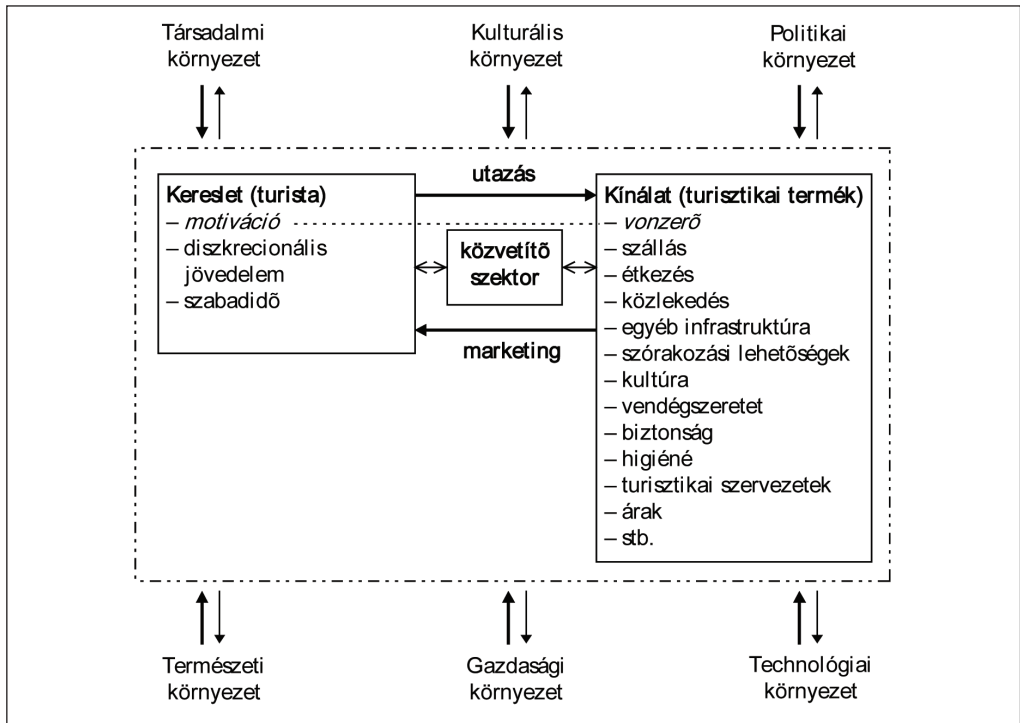 Társadalmi
környezet
Kulturális
környezet
Politikai
környezet
utazás
Kereslet (turista)
– motiváció
– diszkrecionális
jövedelem
– szabadidõ
közvetítõ
szektor
marketing
Kínálat (turisztikai termék)
– vonzerõ
– szállás
– étkezés
– közlekedés
– egyéb infrastruktúra
– szórakozási lehetõségek
– kultúra
– vendégszeretet
– biztonság
– higiéné
– turisztikai szervezetek
– árak
– stb.
Természeti
környezet
Gazdasági
környezet
Technológiai
környezet